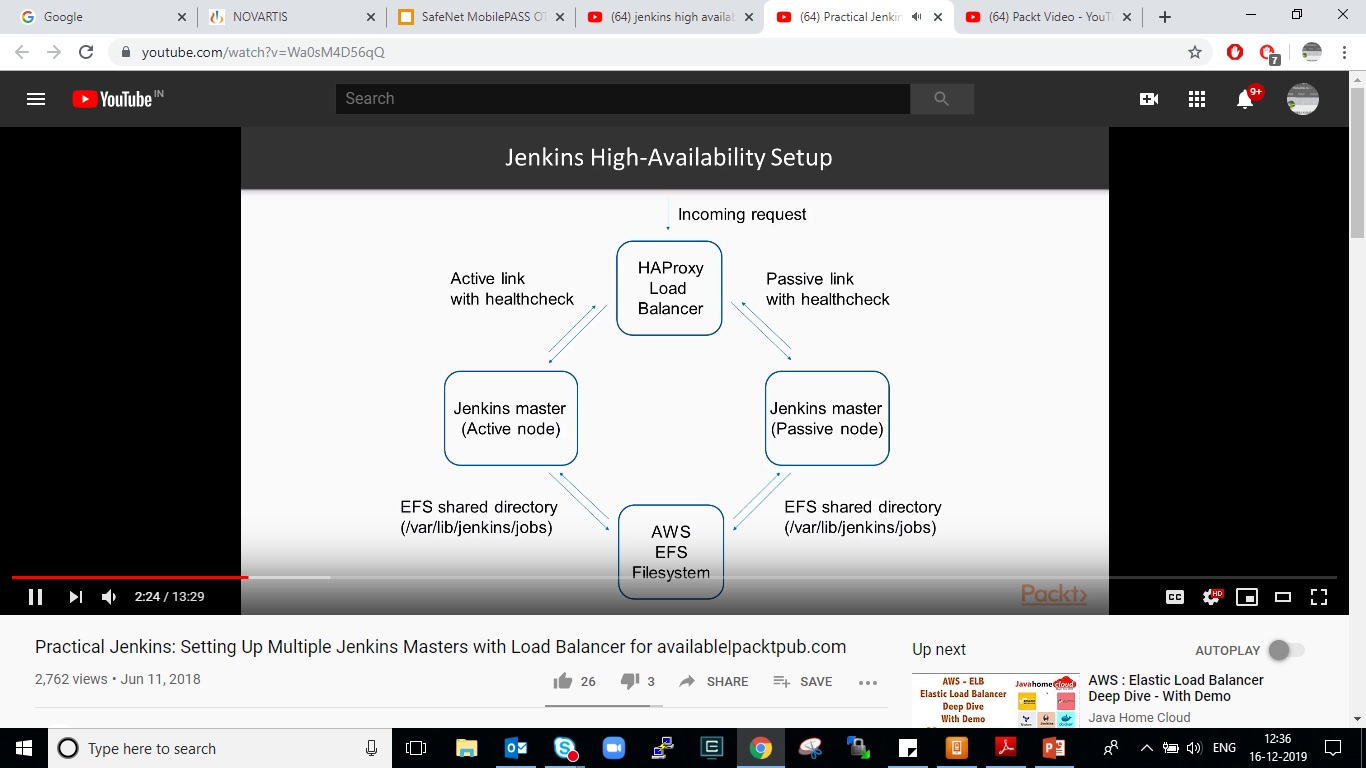 Google
NOVARTIS
SafeNet MobilePASS OT
(64) jenkins high availab
(64) Practical Jenkin
(64) Packt Video - YouTu
youtube.com/watch?v=Wa0sM4D56qQ
7
YouTube IN
Search
9+
Jenkins High-Availability Setup
Incoming request
HAProxy
Load
Balancer
Active link
with healthcheck
Passive link
with healthcheck
Jenkins master
(Active node)
Jenkins master
(Passive node)
EFS shared directory
(/var/lib/jenkins/jobs)
EFS shared directory
(/var/lib/jenkins/jobs)
AWS
EFS
Filesystem
Packt>
2:24 / 13:29
CC
HD
Practical Jenkins: Setting Up Multiple Jenkins Masters with Load Balancer for available|packtpub.com
2,762 views • Jun 11, 2018
26
3
SHARE
SAVE
Up next
AUTOPLAY
AWS - ELB
Elastic Load Balancer
Deep Dive
With Demo
Javahomecloud
AWS : Elastic Load Balancer
Deep Dive - With Demo
Java Home Cloud
Type here to search
ENG
12:36
16-12-2019